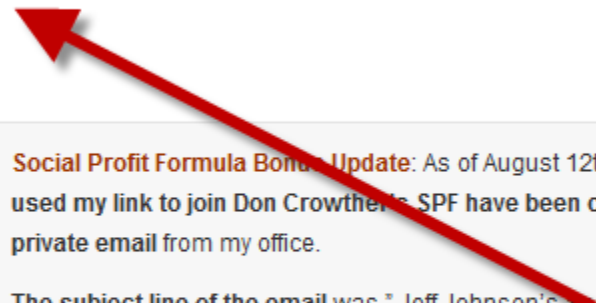 Social Profit Formula Bonus Update: As of August 12
used my link to join Don Crowther's SPF have been
private email from my office.
The subject line of the email was " Jeff Johnson's